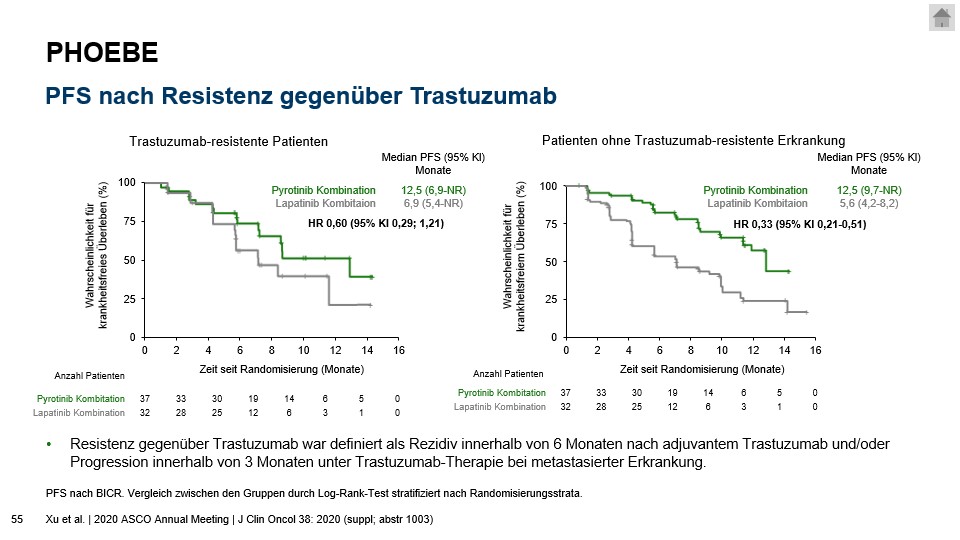 PHOEBE
PFS nach Resistenz gegenüber Trastuzumab
Trastuzumab-resistente Patienten
Median PFS (95% KI)
Monate
Pyrotinib Kombination 12,5 (6,9-NR)
Lapatinib Kombination 6,9 (5,4-NR)
HR 0,60 (95% KI 0,29; 1,21)
Wahrscheinlichkeit für
krankheitsfreies Überleben (%)
100
75
50
25
0
0 2 4 6 8 10 12 14 16
Zeit seit Randomisierung (Monate)
Anzahl Patienten
Pyrotinib Kombitation 37 33 30 19 14 6 5 0
Lapatinib Kombination 32 28 25 12 6 3 1 0
Patienten ohne Trastuzumab-resistente Erkrankung
Median PFS (95% KI)
Monate
Pyrotinib Kombination 12,5 (9,7-NR)
Lapatinib Kombitaion 5,6 (4,2-8,2)
HR 0,33 (95% KI 0,21-0,51)
Wahrscheinlichkeit für
krankheitsfreiem Überleben (%)
100
75
50
25
0
0 2 4 6 8 10 12 14 16
Zeit seit Randomisierung (Monate)
Anzahl Patienten
Pyrotinib Kombitation 37 33 30 19 14 6 5 0
Lapatinib Kombination 32 28 25 12 6 3 1 0
• Resistenz gegenüber Trastuzumab war definiert als Rezidiv innerhalb von 6 Monaten nach adjuvantem Trastuzumab und/oder
Progression innerhalb von 3 Monaten unter Trastuzumab-Therapie bei metastasierter Erkrankung.
PFS nach BICR. Vergleich zwischen den Gruppen durch Log-Rank-Test stratifiziert nach Randomisierungsstrata.
55 Xu et al. | 2020 ASCO Annual Meeting | J Clin Oncol 38: 2020 (suppl; abstr 1003)